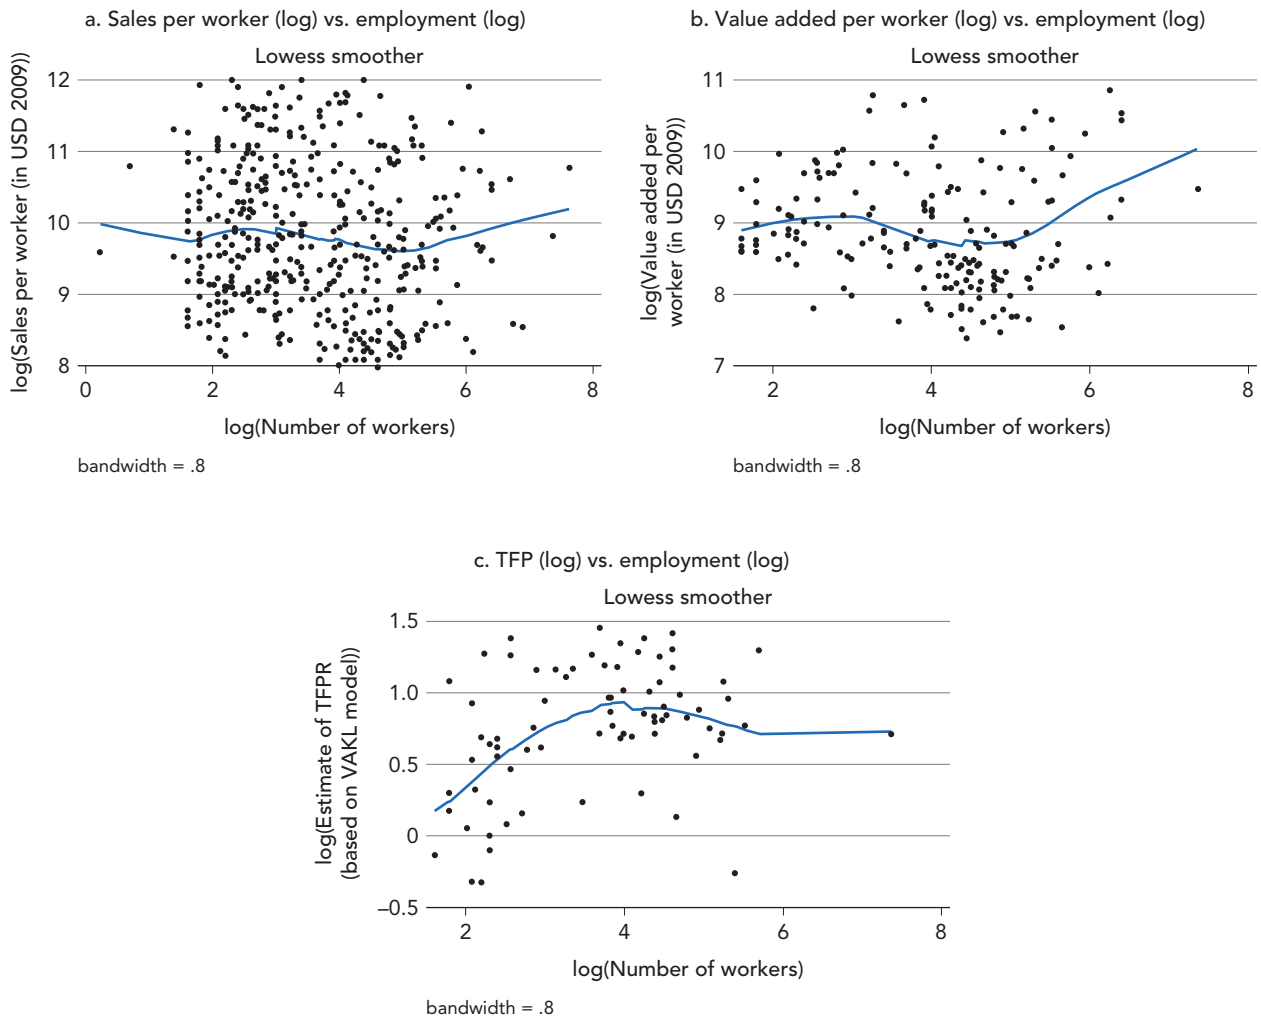 a. Sales per worker (log) vs. employment (log)
Lowess smoother
log(Sales per worker (in USD 2009))
12
11
10
9
8
0 2 4 6 8
log(Number of workers)
bandwidth = .8
b. Value added per worker (log) vs. employment (log)
Lowess smoother
log(Value added per
worker (in USD 2009))
11
10
9
8
7
2 4 6 8
log(Number of workers)
bandwidth = .8
c. TFP (log) vs. employment (log)
Lowess smoother
log(Estimate of TFPR
(based on VAKL model))
1.5
1.0
0.5
0
–0.5
2 4 6 8
log(Number of workers)
bandwidth = .8